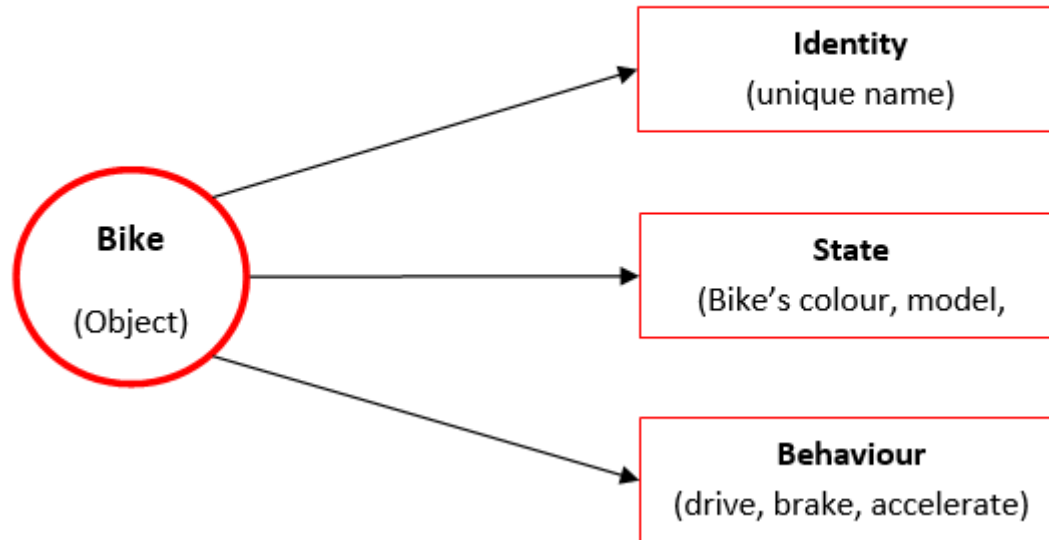 Bike
(Object)
Identity
(unique name)
State
(Bike's colour, model,
Behaviour
(drive, brake, accelerate)